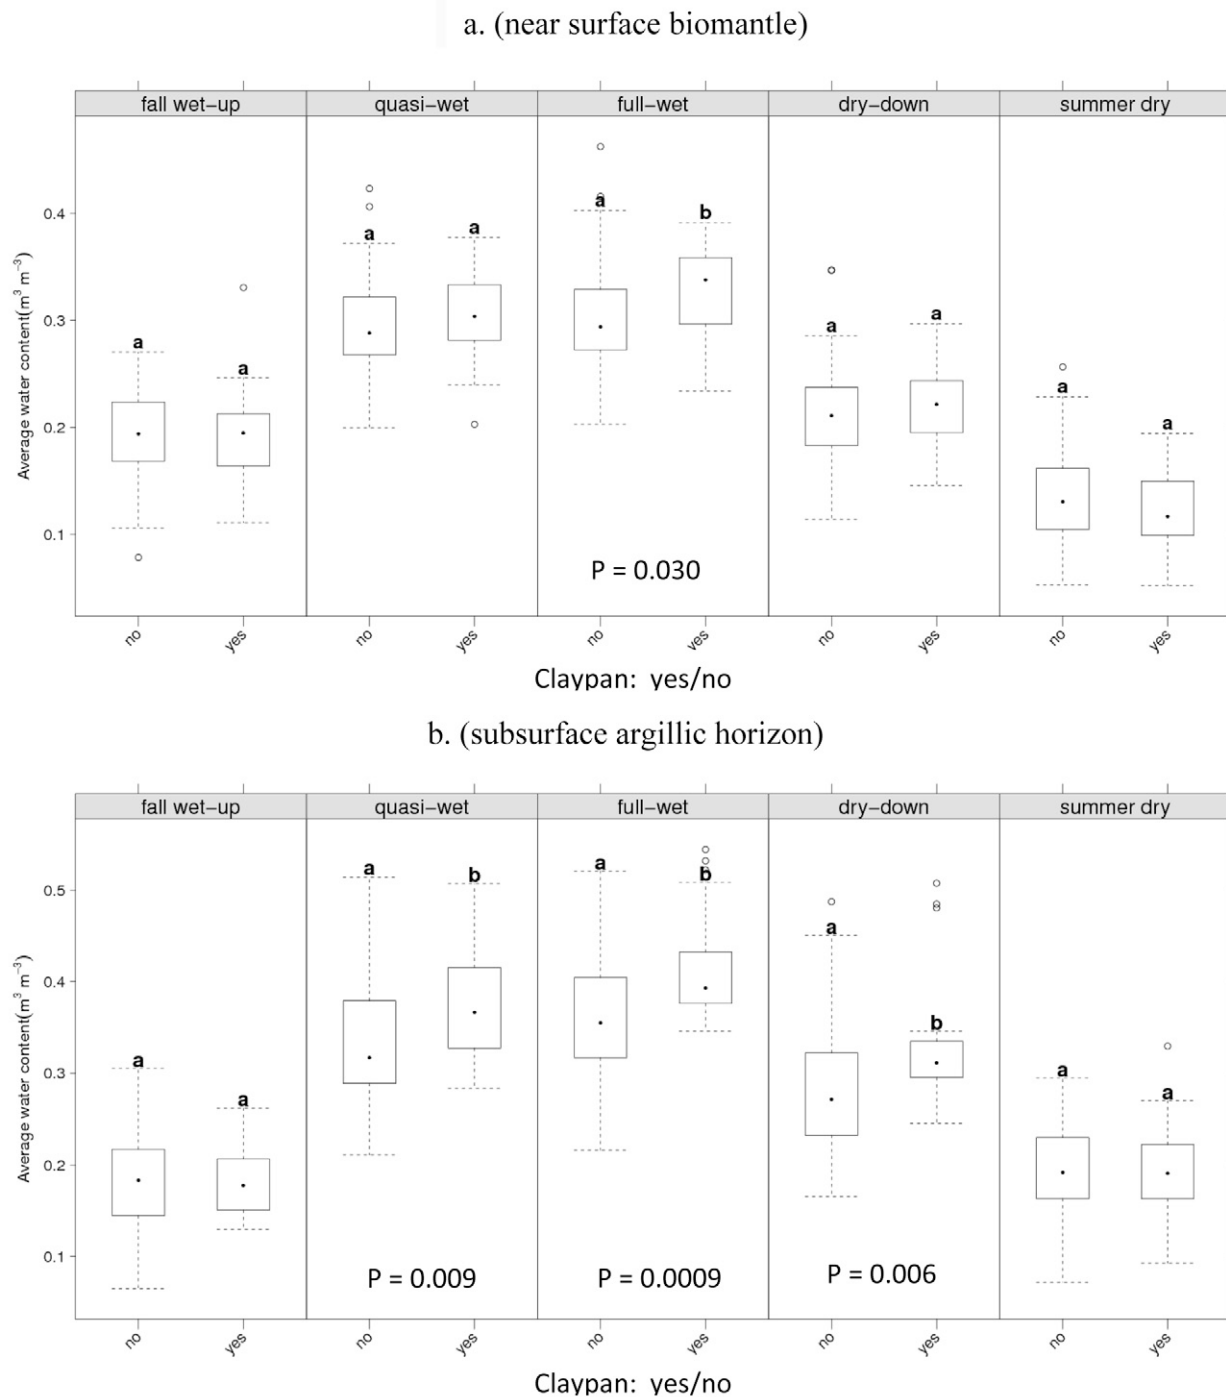 a. (near surface biomantle)
fall wet-up quasi-wet full-wet dry-down summer dry
0.4
0.3
0.2
0.1
Average water content(m³ m⁻³)
a a a a a b a a a a
P = 0.030
no yes no yes no yes no yes no yes
Claypan: yes/no
b. (subsurface argillic horizon)
fall wet-up quasi-wet full-wet dry-down summer dry
0.5
0.4
0.3
0.2
0.1
Average water content(m³ m⁻³)
a a a b a b a b a a
P = 0.009 P = 0.0009 P = 0.006
no yes no yes no yes no yes no yes
Claypan: yes/no